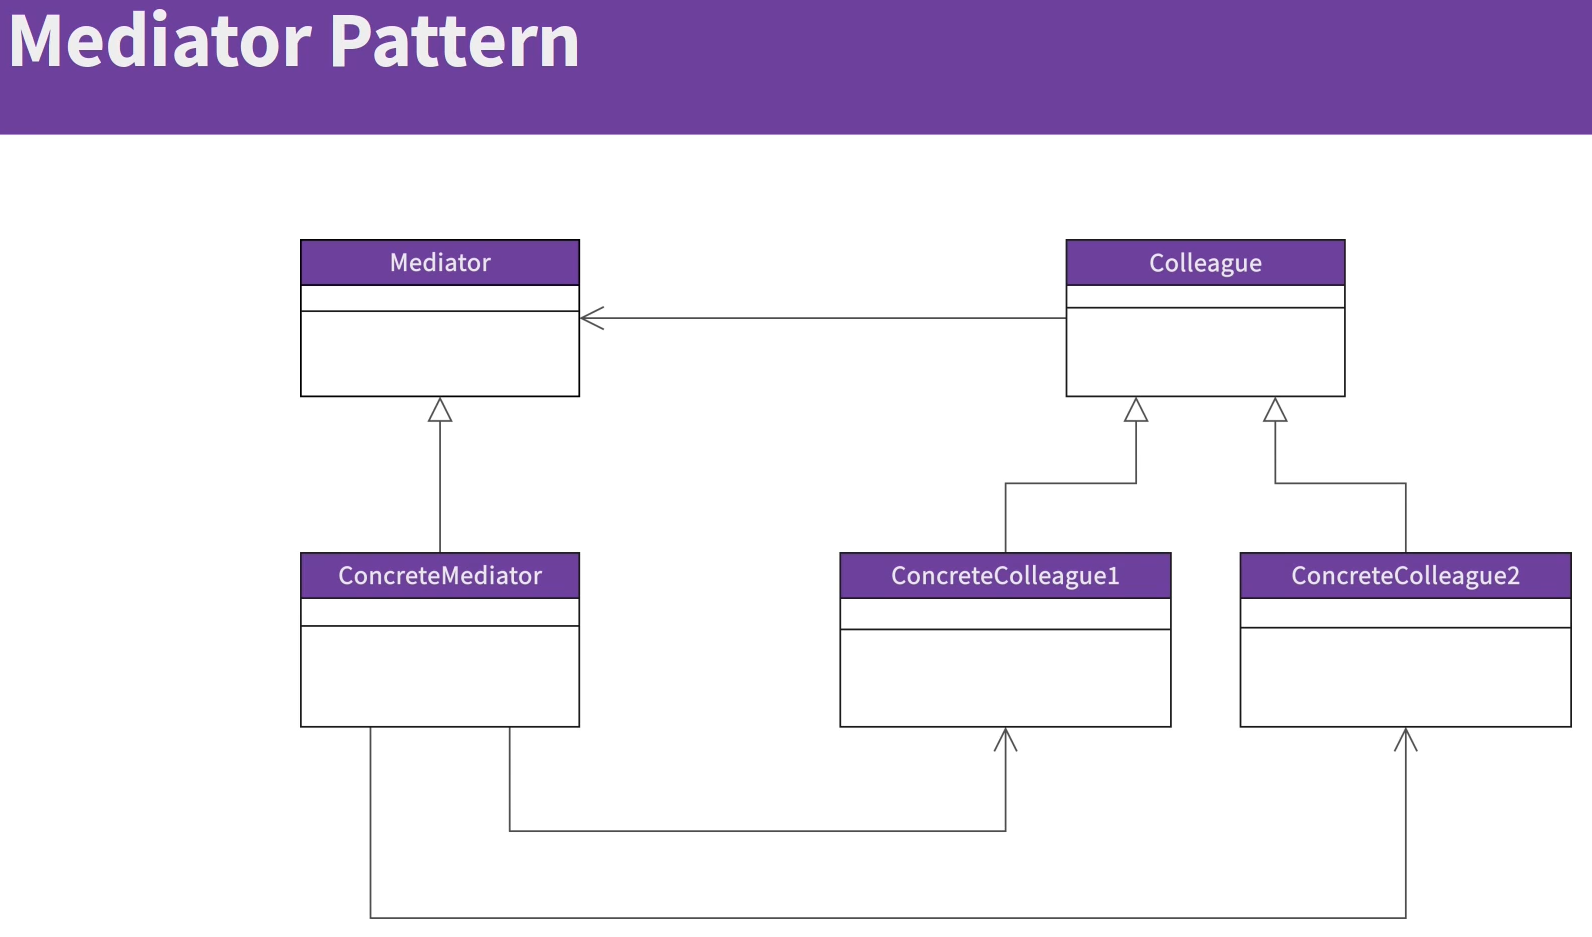 Mediator Pattern
Mediator
Colleague
ConcreteMediator
ConcreteColleague1
ConcreteColleague2